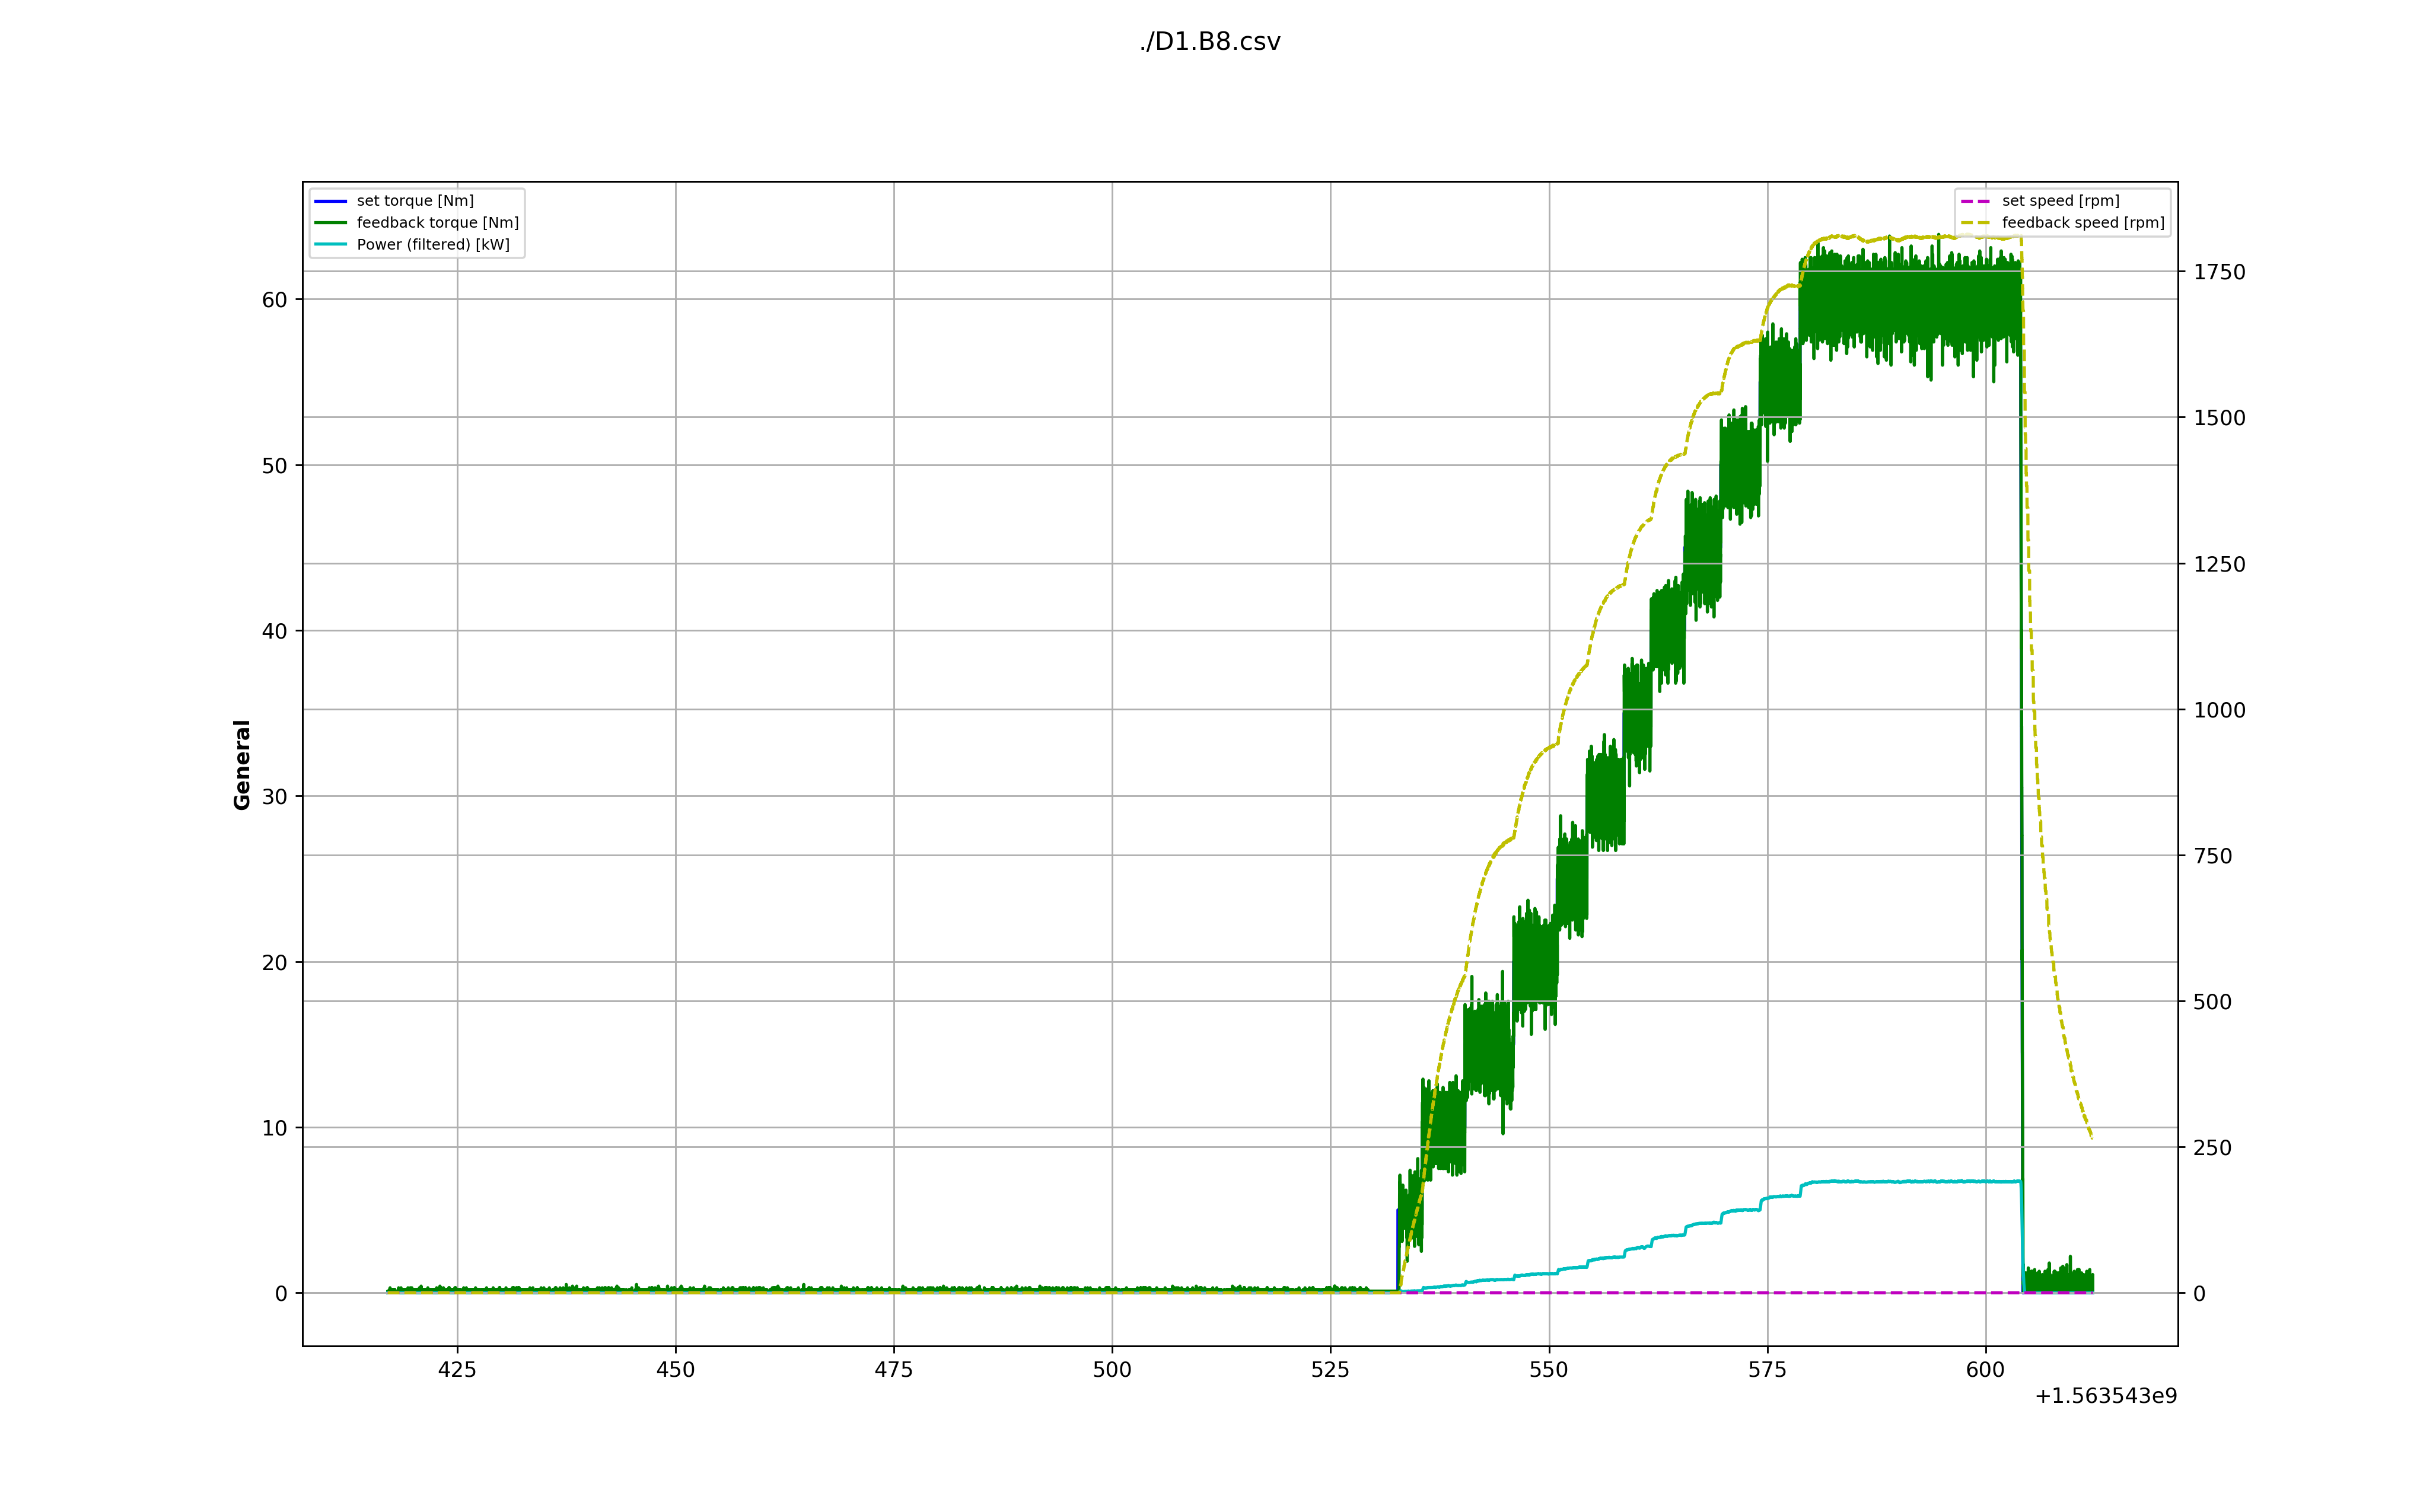 ./D1.B8.csv
set torque [Nm]
feedback torque [Nm]
Power (filtered) [kW]
set speed [rpm]
feedback speed [rpm]
General
60
50
40
30
20
10
0
1750
1500
1250
1000
750
500
250
0
425 450 475 500 525 550 575 600
+1.563543e9